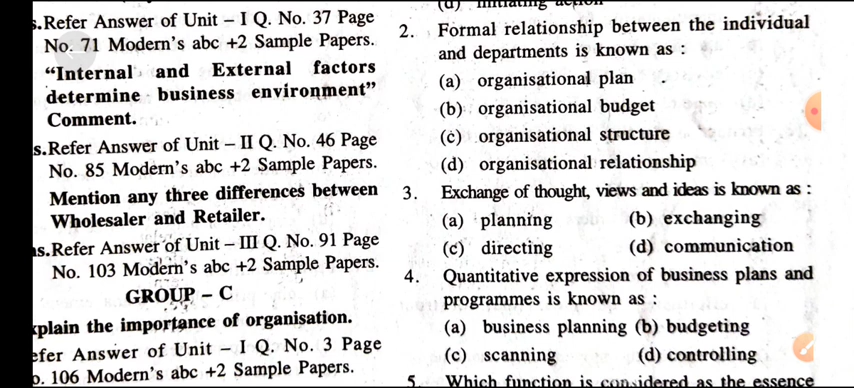 s.Refer Answer of Unit – I Q. No. 37 Page
No. 71 Modern's abc +2 Sample Papers.
“Internal and External factors
determine business environment”
Comment.
s.Refer Answer of Unit – II Q. No. 46 Page
No. 85 Modern's abc +2 Sample Papers.
Mention any three differences between
Wholesaler and Retailer.
s.Refer Answer of Unit – III Q. No. 91 Page
No. 103 Modern's abc +2 Sample Papers.
GROUP – C
xplain the importance of organisation.
efer Answer of Unit – I Q. No. 3 Page
o. 106 Modern's abc +2 Sample Papers.
(d) initiating action
2. Formal relationship between the individual
and departments is known as :
(a) organisational plan
(b) organisational budget
(c) organisational structure
(d) organisational relationship
3. Exchange of thought, views and ideas is known as :
(a) planning (b) exchanging
(c) directing (d) communication
4. Quantitative expression of business plans and
programmes is known as :
(a) business planning (b) budgeting
(c) scanning (d) controlling
5. Which function is considered as the essence